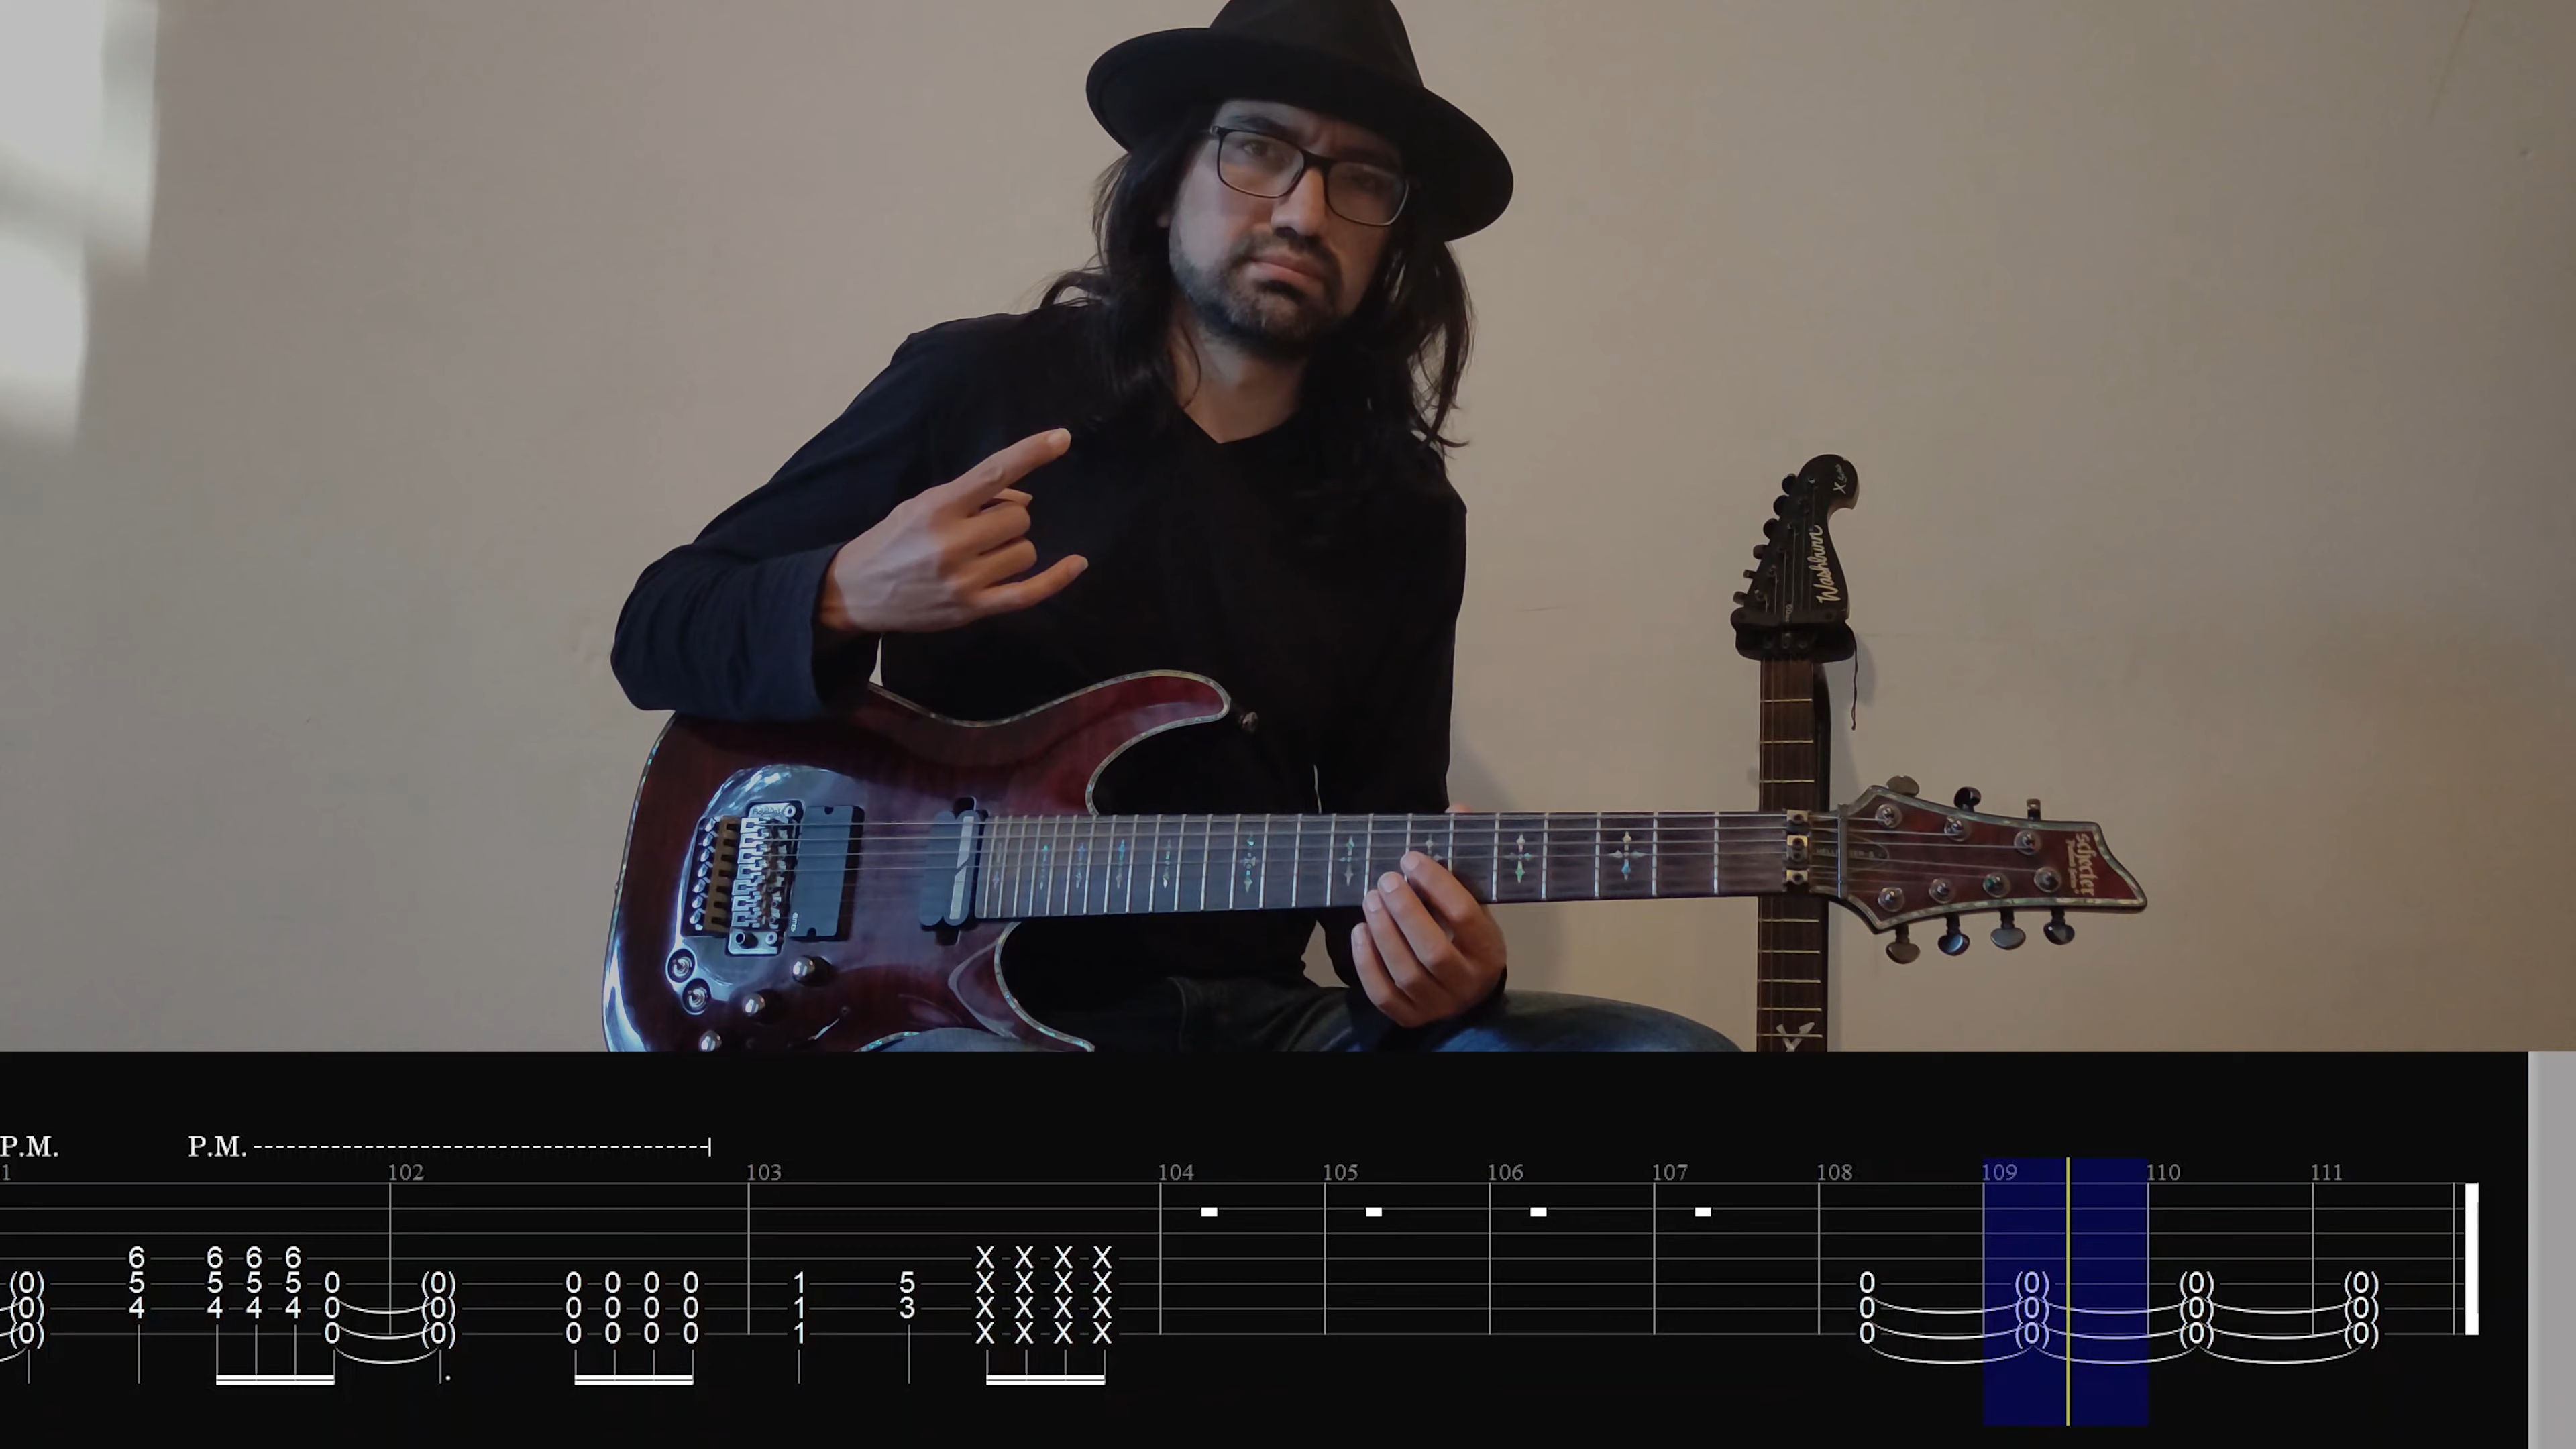 X Series
Washburn
Schecter
P.M. P.M.
1 102 103 104 105 106 107 108 109 110 111
6 6 6 6 X X X X
(0) 5 5 5 5 0 (0) 0 0 0 0 1 5 X X X X 0 (0) (0) (0)
(0) 4 4 4 4 0 (0) 0 0 0 0 1 3 X X X X 0 (0) (0) (0)
(0) 0 (0) 0 0 0 0 1 X X X X 0 (0) (0) (0)